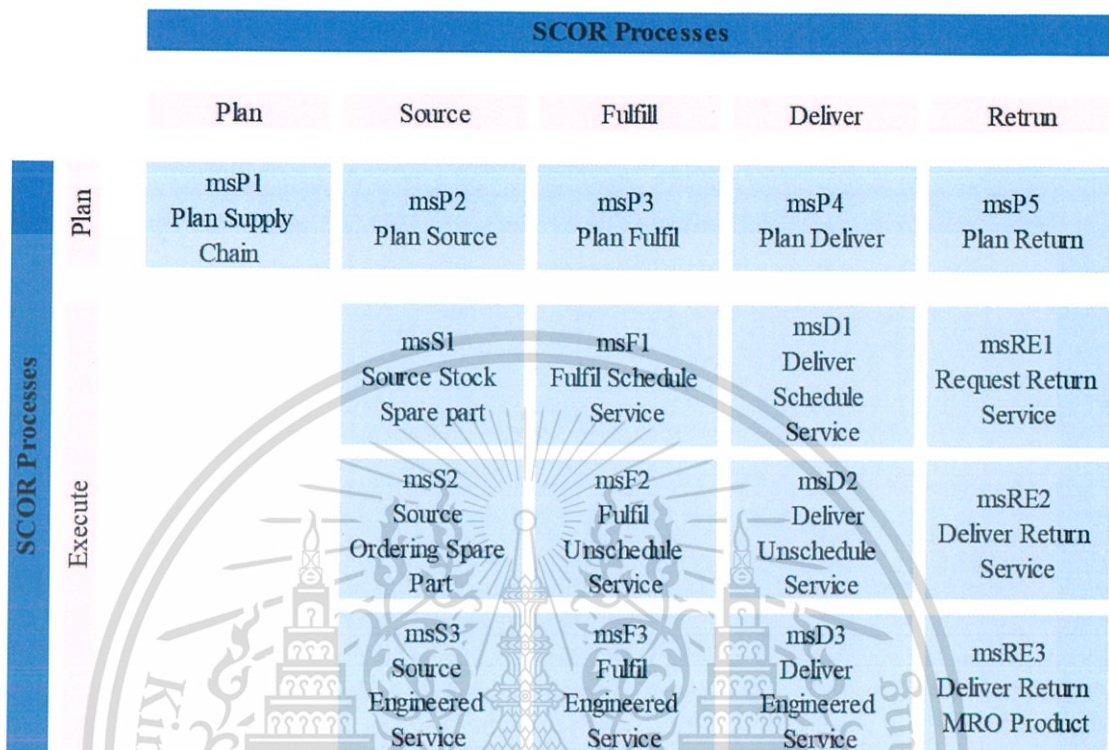 SCOR Processes
Plan
Source
Fulfill
Deliver
Retrun
SCOR Processes
Plan
msP1
Plan Supply
Chain
msP2
Plan Source
msP3
Plan Fulfil
msP4
Plan Deliver
msP5
Plan Return
Execute
msS1
Source Stock
Spare part
msF1
Fulfil Schedule
Service
msD1
Deliver
Schedule
Service
msRE1
Request Return
Service
msS2
Source
Ordering Spare
Part
msF2
Fulfil
Unschedule
Service
msD2
Deliver
Unschedule
Service
msRE2
Deliver Return
Service
msS3
Source
Engineered
Service
msF3
Fulfil
Engineered
Service
msD3
Deliver
Engineered
Service
msRE3
Deliver Return
MRO Product